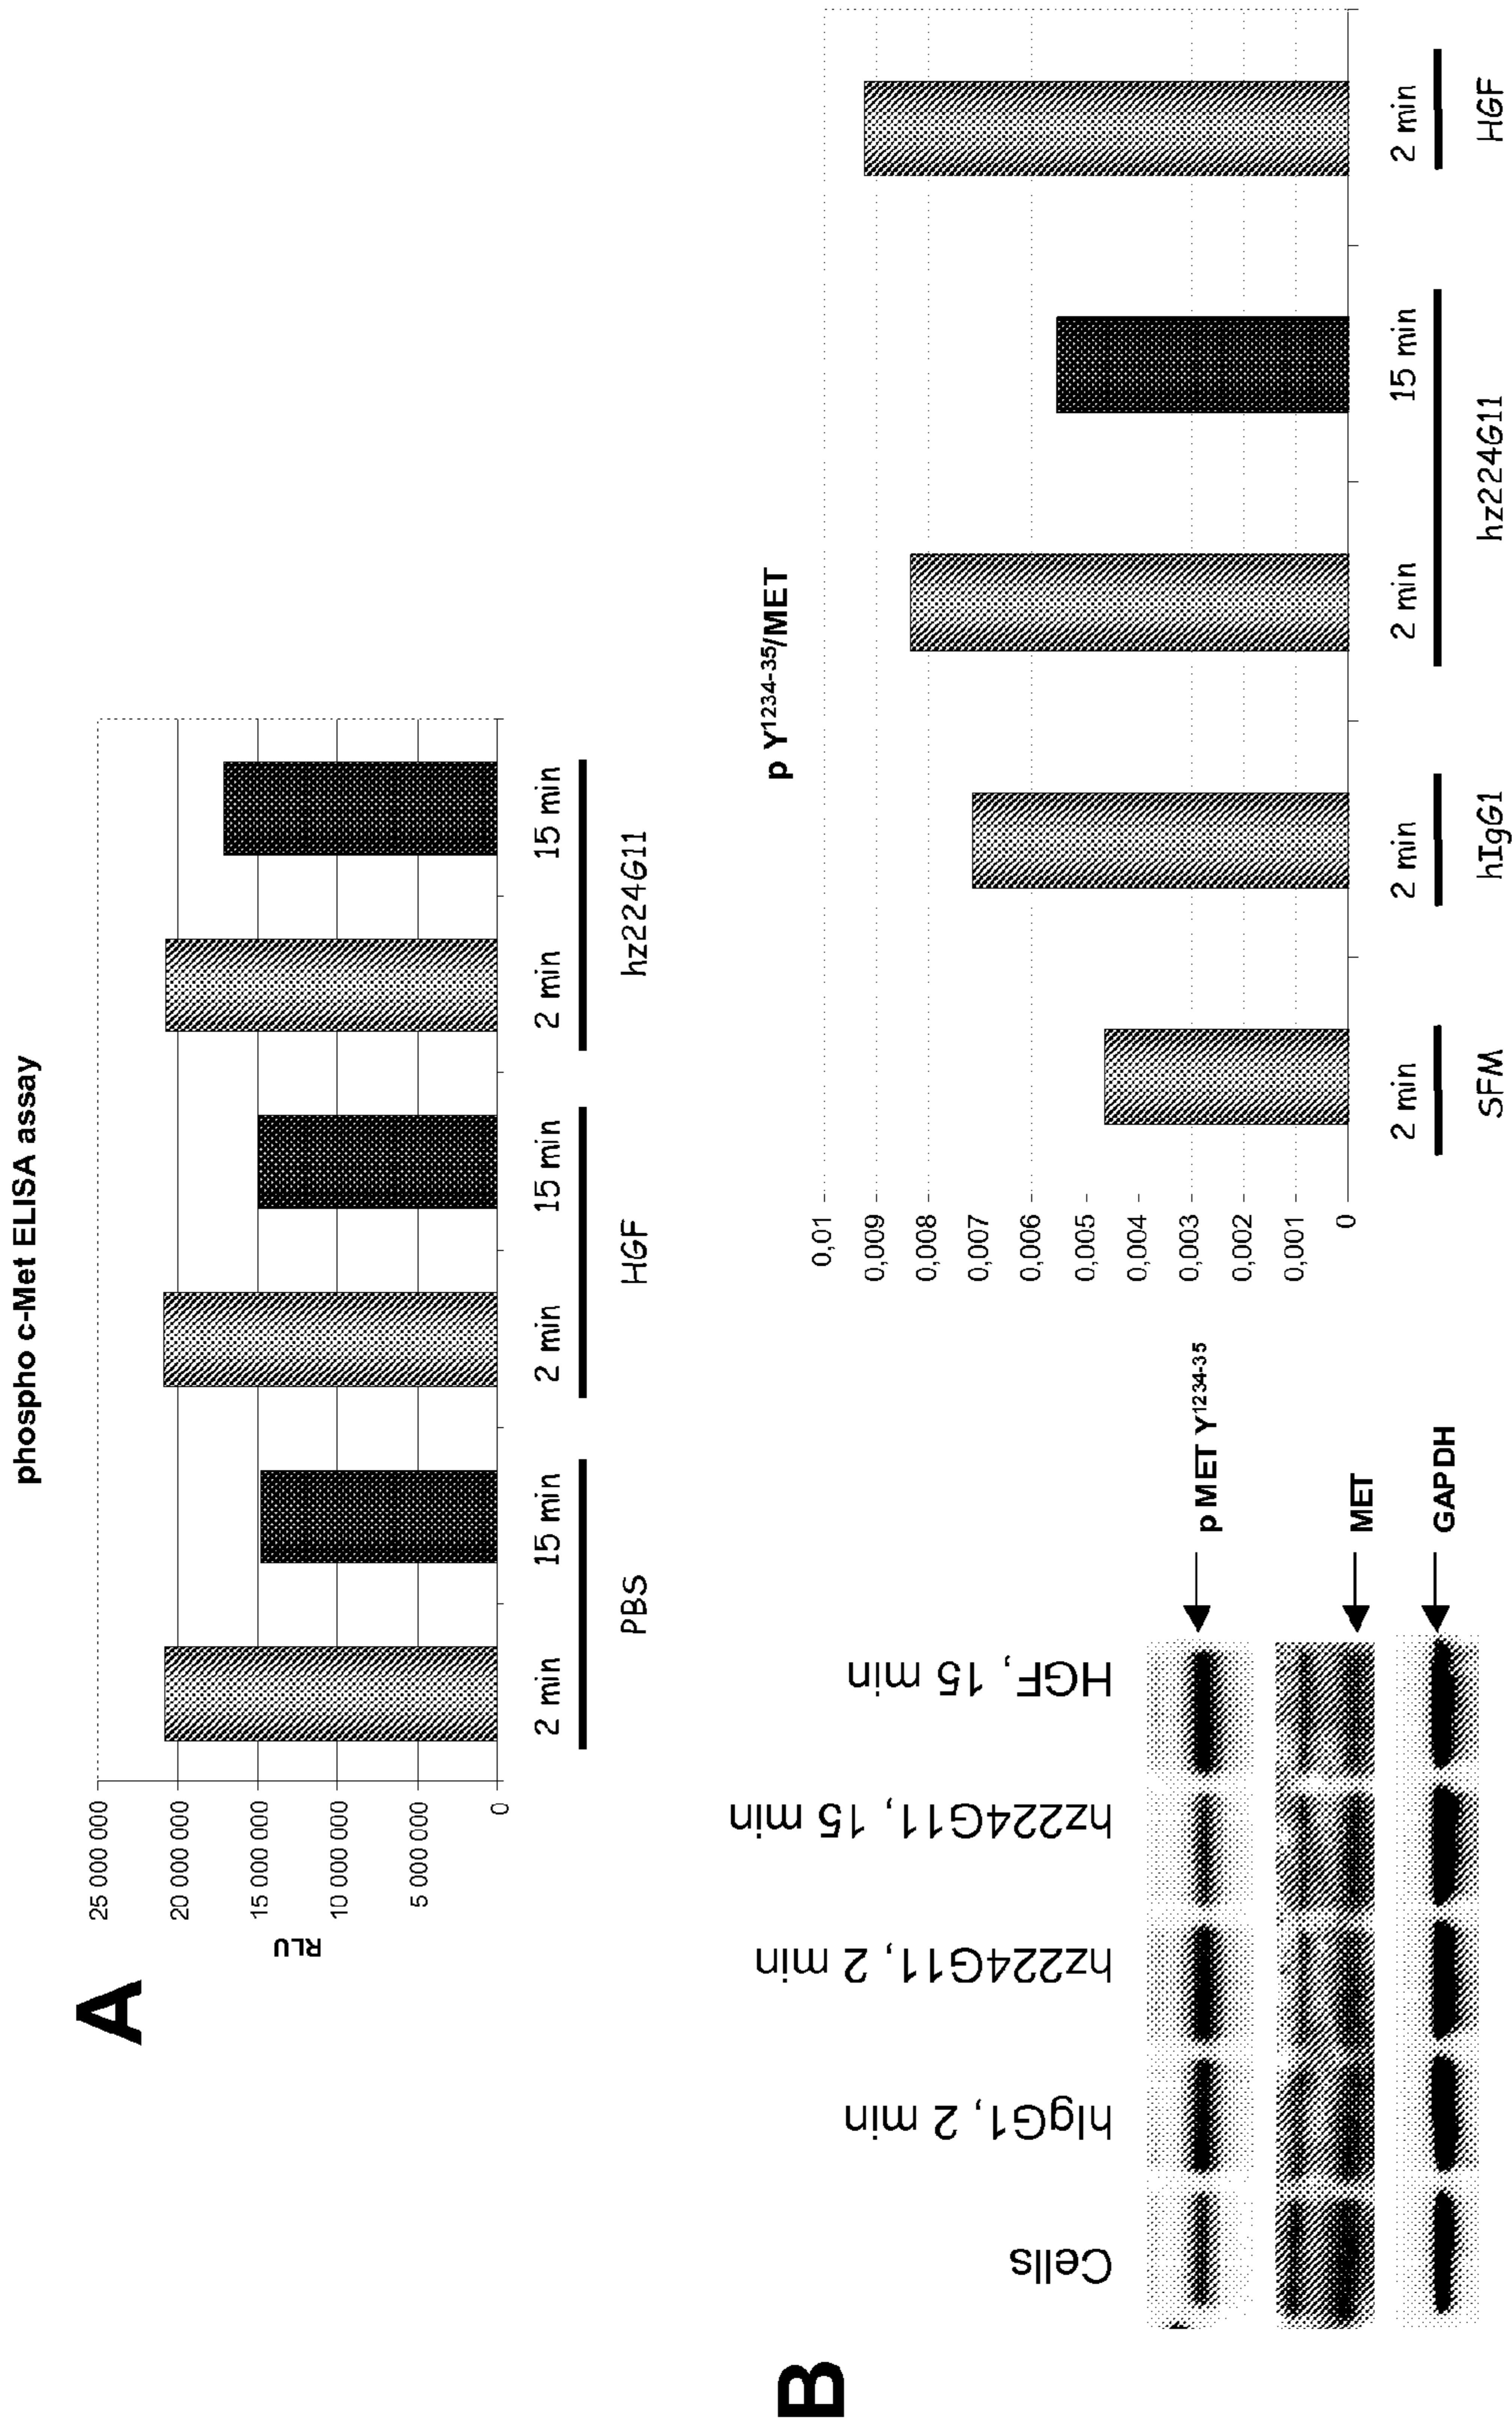 A
phospho c-Met ELISA assay
RLU
25 000 000
20 000 000
15 000 000
10 000 000
5 000 000
0
2 min 15 min 2 min 15 min 2 min 15 min
PBS HGF hz224G11
B
Cells
hIgG1, 2 min
hz224G11, 2 min
hz224G11, 15 min
HGF, 15 min
p MET Y1234-35
MET
GAPDH
p Y1234-35/MET
0,01
0,009
0,008
0,007
0,006
0,005
0,004
0,003
0,002
0,001
0
2 min 2 min 2 min 15 min 2 min
SFM hIgG1 hz224G11 HGF